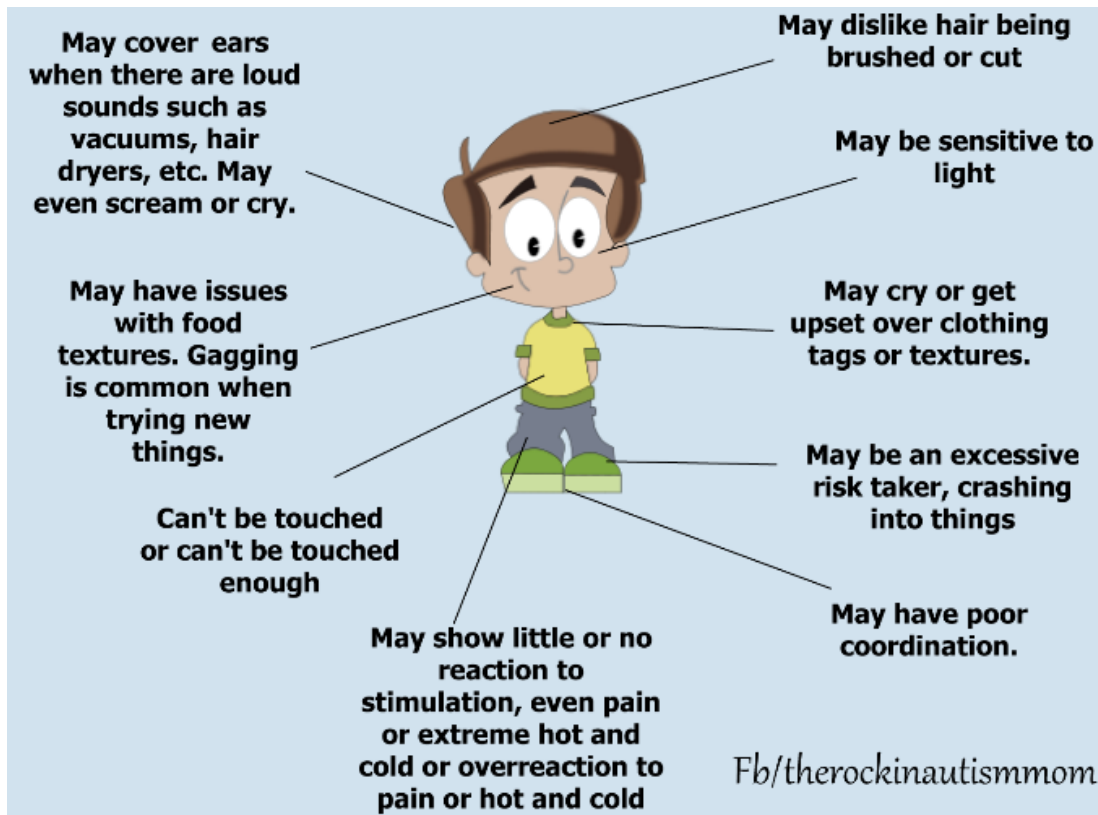 May cover ears
when there are loud
sounds such as
vacuums, hair
dryers, etc. May
even scream or cry.
May dislike hair being
brushed or cut
May be sensitive to
light
May have issues
with food
textures. Gagging
is common when
trying new
things.
May cry or get
upset over clothing
tags or textures.
Can't be touched
or can't be touched
enough
May be an excessive
risk taker, crashing
into things
May show little or no
reaction to
stimulation, even pain
or extreme hot and
cold or overreaction to
pain or hot and cold
May have poor
coordination.
Fb/therockinautismmom